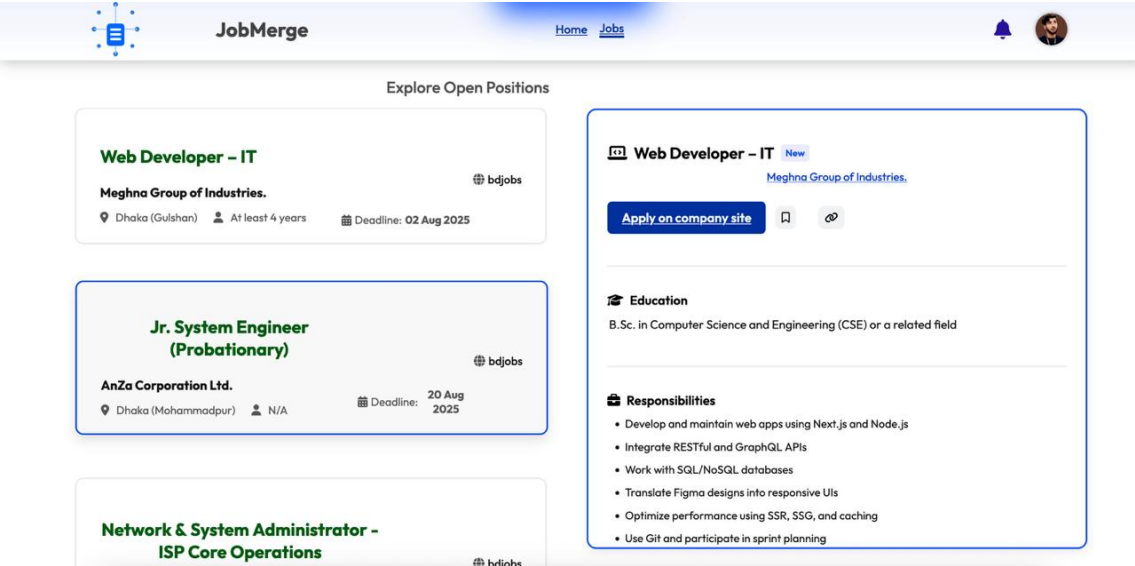 JobMerge
Home Jobs
Explore Open Positions
Web Developer – IT
bdjobs
Meghna Group of Industries.
Dhaka (Gulshan) At least 4 years Deadline: 02 Aug 2025
Jr. System Engineer
(Probationary)
bdjobs
AnZa Corporation Ltd.
Dhaka (Mohammadpur) N/A Deadline: 20 Aug
2025
Network & System Administrator -
ISP Core Operations
bdjobs
Web Developer – IT New
Meghna Group of Industries.
Apply on company site
Education
B.Sc. in Computer Science and Engineering (CSE) or a related field
Responsibilities
• Develop and maintain web apps using Next.js and Node.js
• Integrate RESTful and GraphQL APIs
• Work with SQL/NoSQL databases
• Translate Figma designs into responsive UIs
• Optimize performance using SSR, SSG, and caching
• Use Git and participate in sprint planning